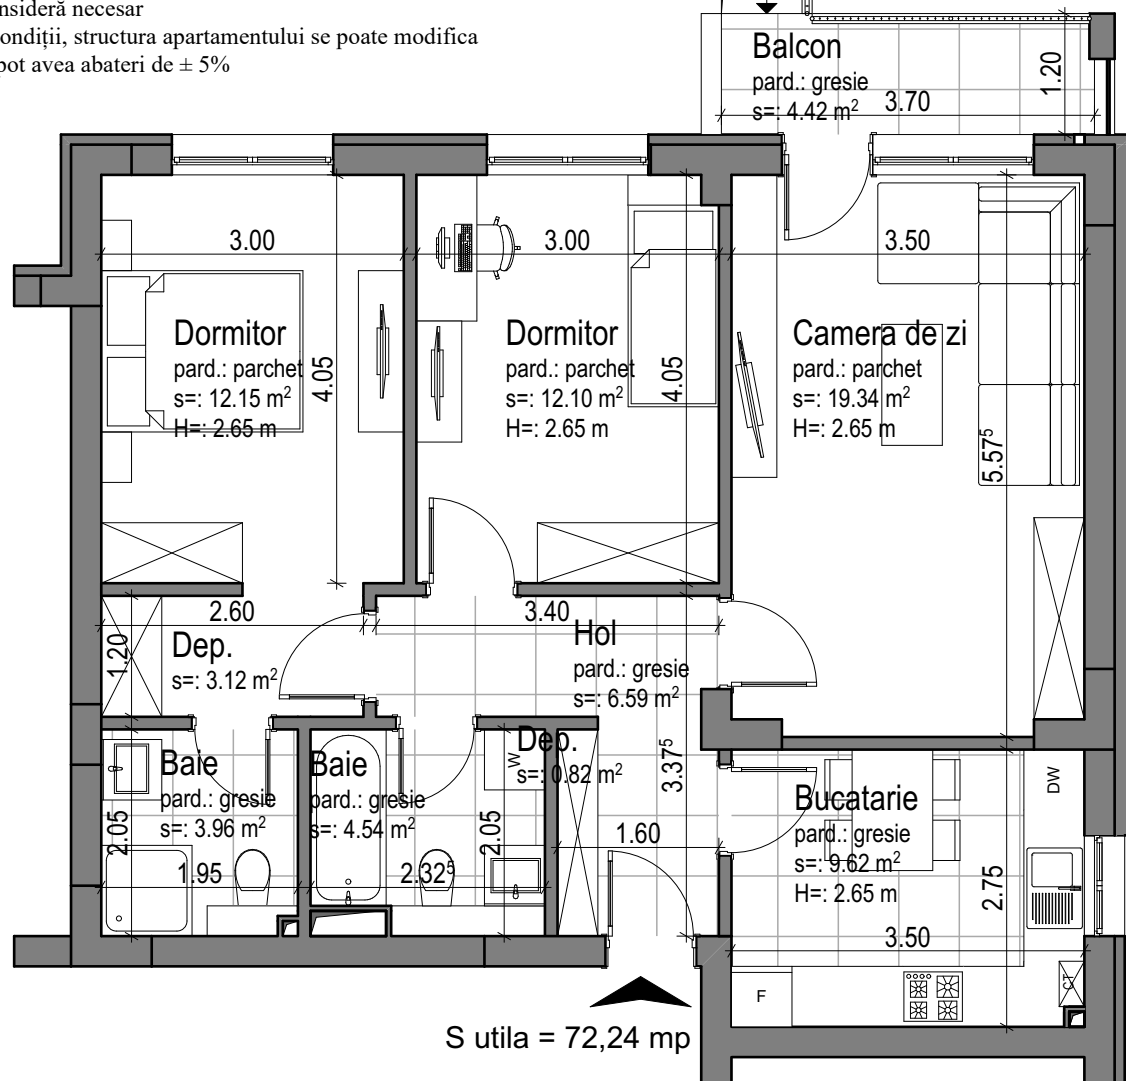 nsideră necesar
ondiții, structura apartamentului se poate modifica
pot avea abateri de ± 5%
Balcon
pard.: gresie
s=: 4.42 m²
3.70
1.20
3.00
3.00
3.50
Dormitor
pard.: parchet
s=: 12.15 m²
H=: 2.65 m
4.05
Dormitor
pard.: parchet
s=: 12.10 m²
H=: 2.65 m
4.05
Camera de zi
pard.: parchet
s=: 19.34 m²
H=: 2.65 m
5.57⁵
2.60
3.40
1.20
Dep.
s=: 3.12 m²
Hol
pard.: gresie
s=: 6.59 m²
Baie
pard.: gresie
s=: 3.96 m²
2.05
1.95
Baie
pard.: gresie
s=: 4.54 m²
2.05
2.32⁵
W
Dep.
s=: 0.82 m²
3.37⁵
1.60
Bucatarie
pard.: gresie
s=: 9.62 m²
H=: 2.65 m
DW
2.75
3.50
F
CT
S utila = 72,24 mp